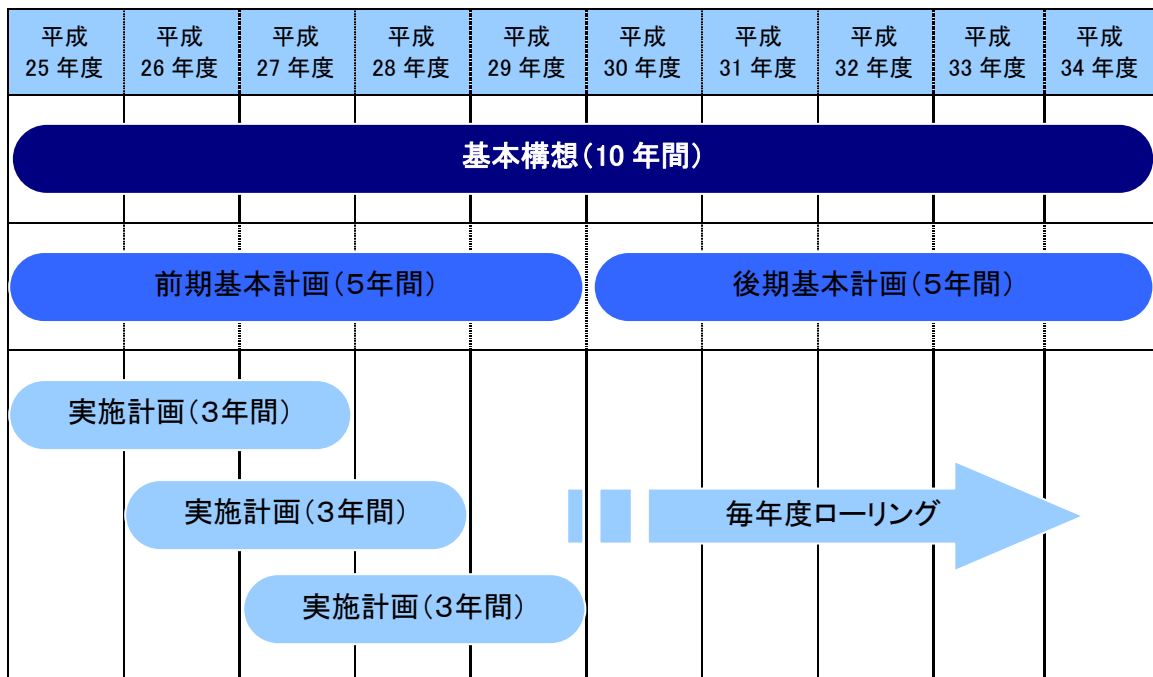 平成 平成 平成 平成 平成 平成 平成 平成 平成 平成
25 年度 26 年度 27 年度 28 年度 29 年度 30 年度 31 年度 32 年度 33 年度 34 年度
基本構想(10 年間)
前期基本計画(5年間) 後期基本計画(5年間)
実施計画(3年間)
実施計画(3年間) 毎年度ローリング
実施計画(3年間)